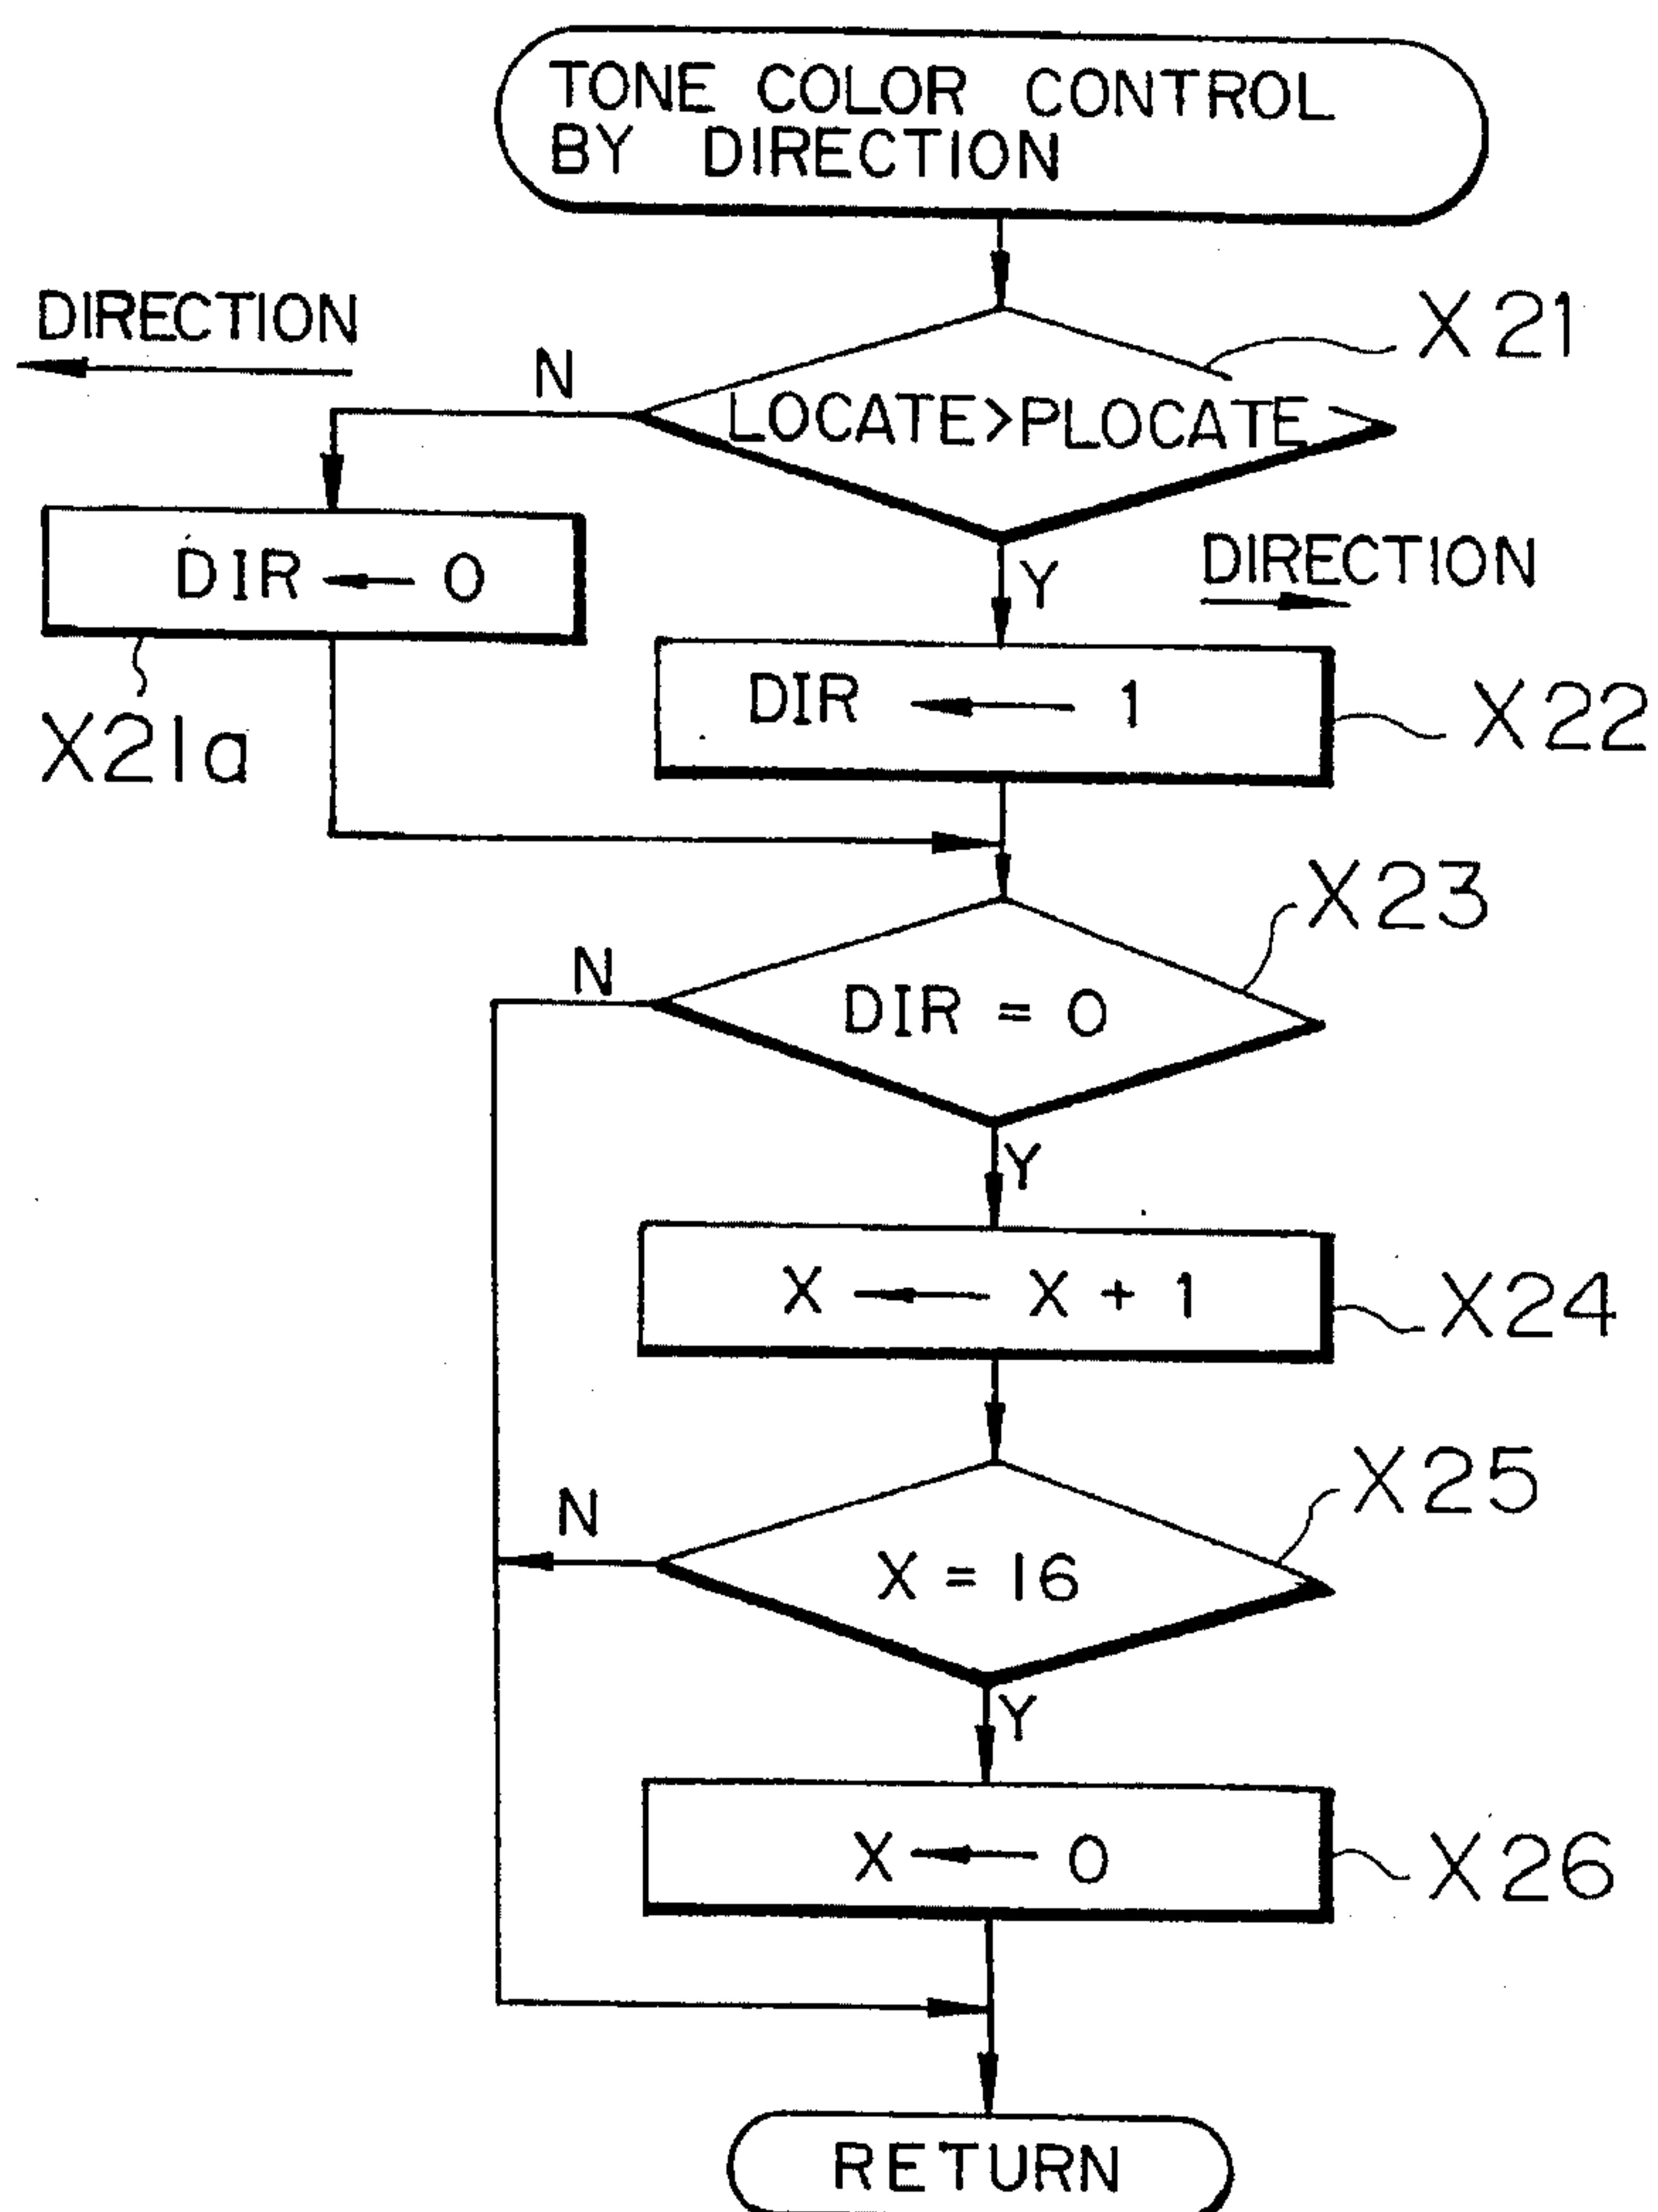 TONE COLOR CONTROL
BY DIRECTION
DIRECTION
X21
N
LOCATE>PLOCATE
DIR ← 0
Y
DIRECTION
X21a
DIR ← 1
X22
X23
N
DIR = 0
Y
X ← X + 1
X24
X25
N
X = 16
Y
X ← 0
X26
RETURN